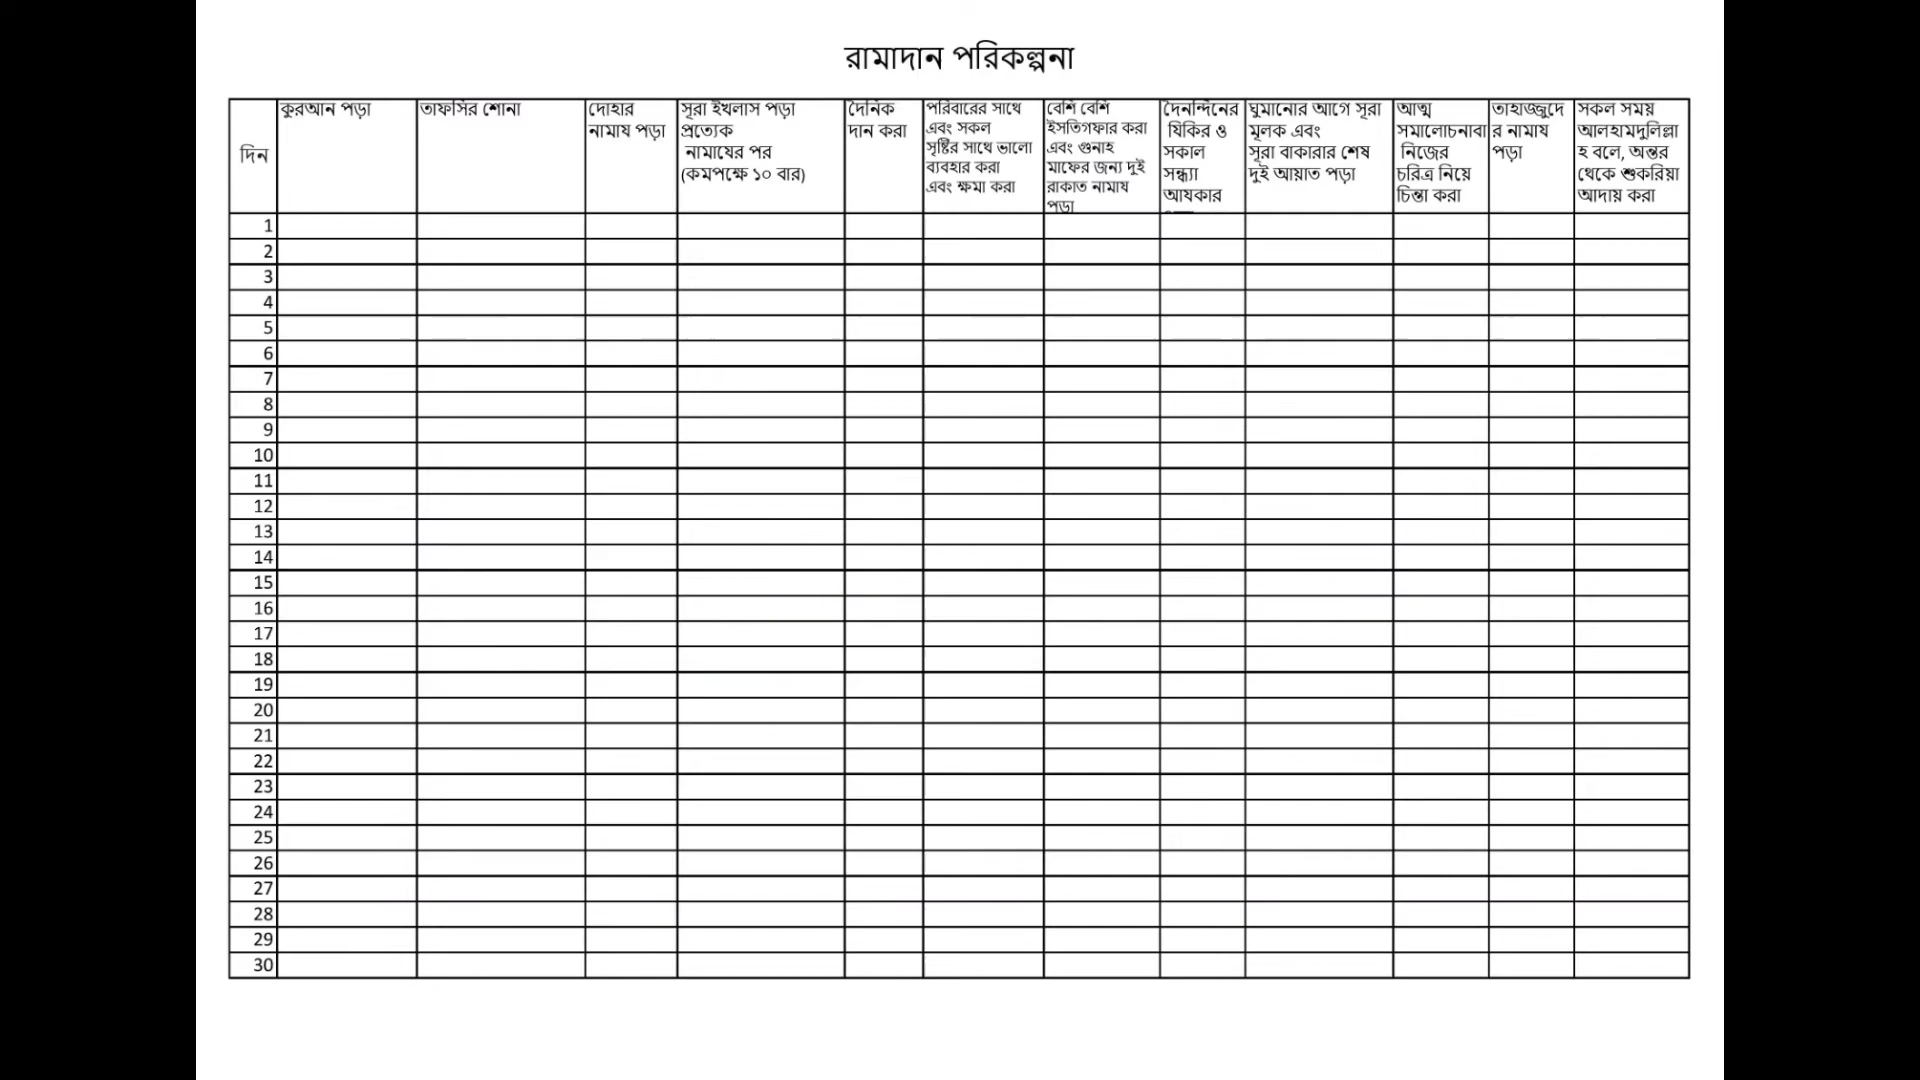 রামাদান পরিকল্পনা
দিন
কুরআন পড়া
তাফসির শোনা
দোহার
নামায পড়া
সূরা ইখলাস পড়া
প্রত্যেক
নামাযের পর
(কমপক্ষে ১০ বার)
দৈনিক
দান করা
পরিবারের সাথে
এবং সকল
সৃষ্টির সাথে ভালো
ব্যবহার করা
এবং ক্ষমা করা
বেশি বেশি
ইসতিগফার করা
এবং গুনাহ
মাফের জন্য দুই
রাকাত নামায
পড়া
দৈনন্দিনের
যিকির ও
সকাল
সন্ধ্যা
আযকার
ঘুমানোর আগে সূরা
মূলক এবং
সূরা বাকারার শেষ
দুই আয়াত পড়া
আত্ম
সমালোচনাবা
নিজের
চরিত্র নিয়ে
চিন্তা করা
তাহাজ্জুদে
র নামায
পড়া
সকল সময়
আলহামদুলিল্লা
হ বলে, অন্তর
থেকে শুকরিয়া
আদায় করা
1
2
3
4
5
6
7
8
9
10
11
12
13
14
15
16
17
18
19
20
21
22
23
24
25
26
27
28
29
30